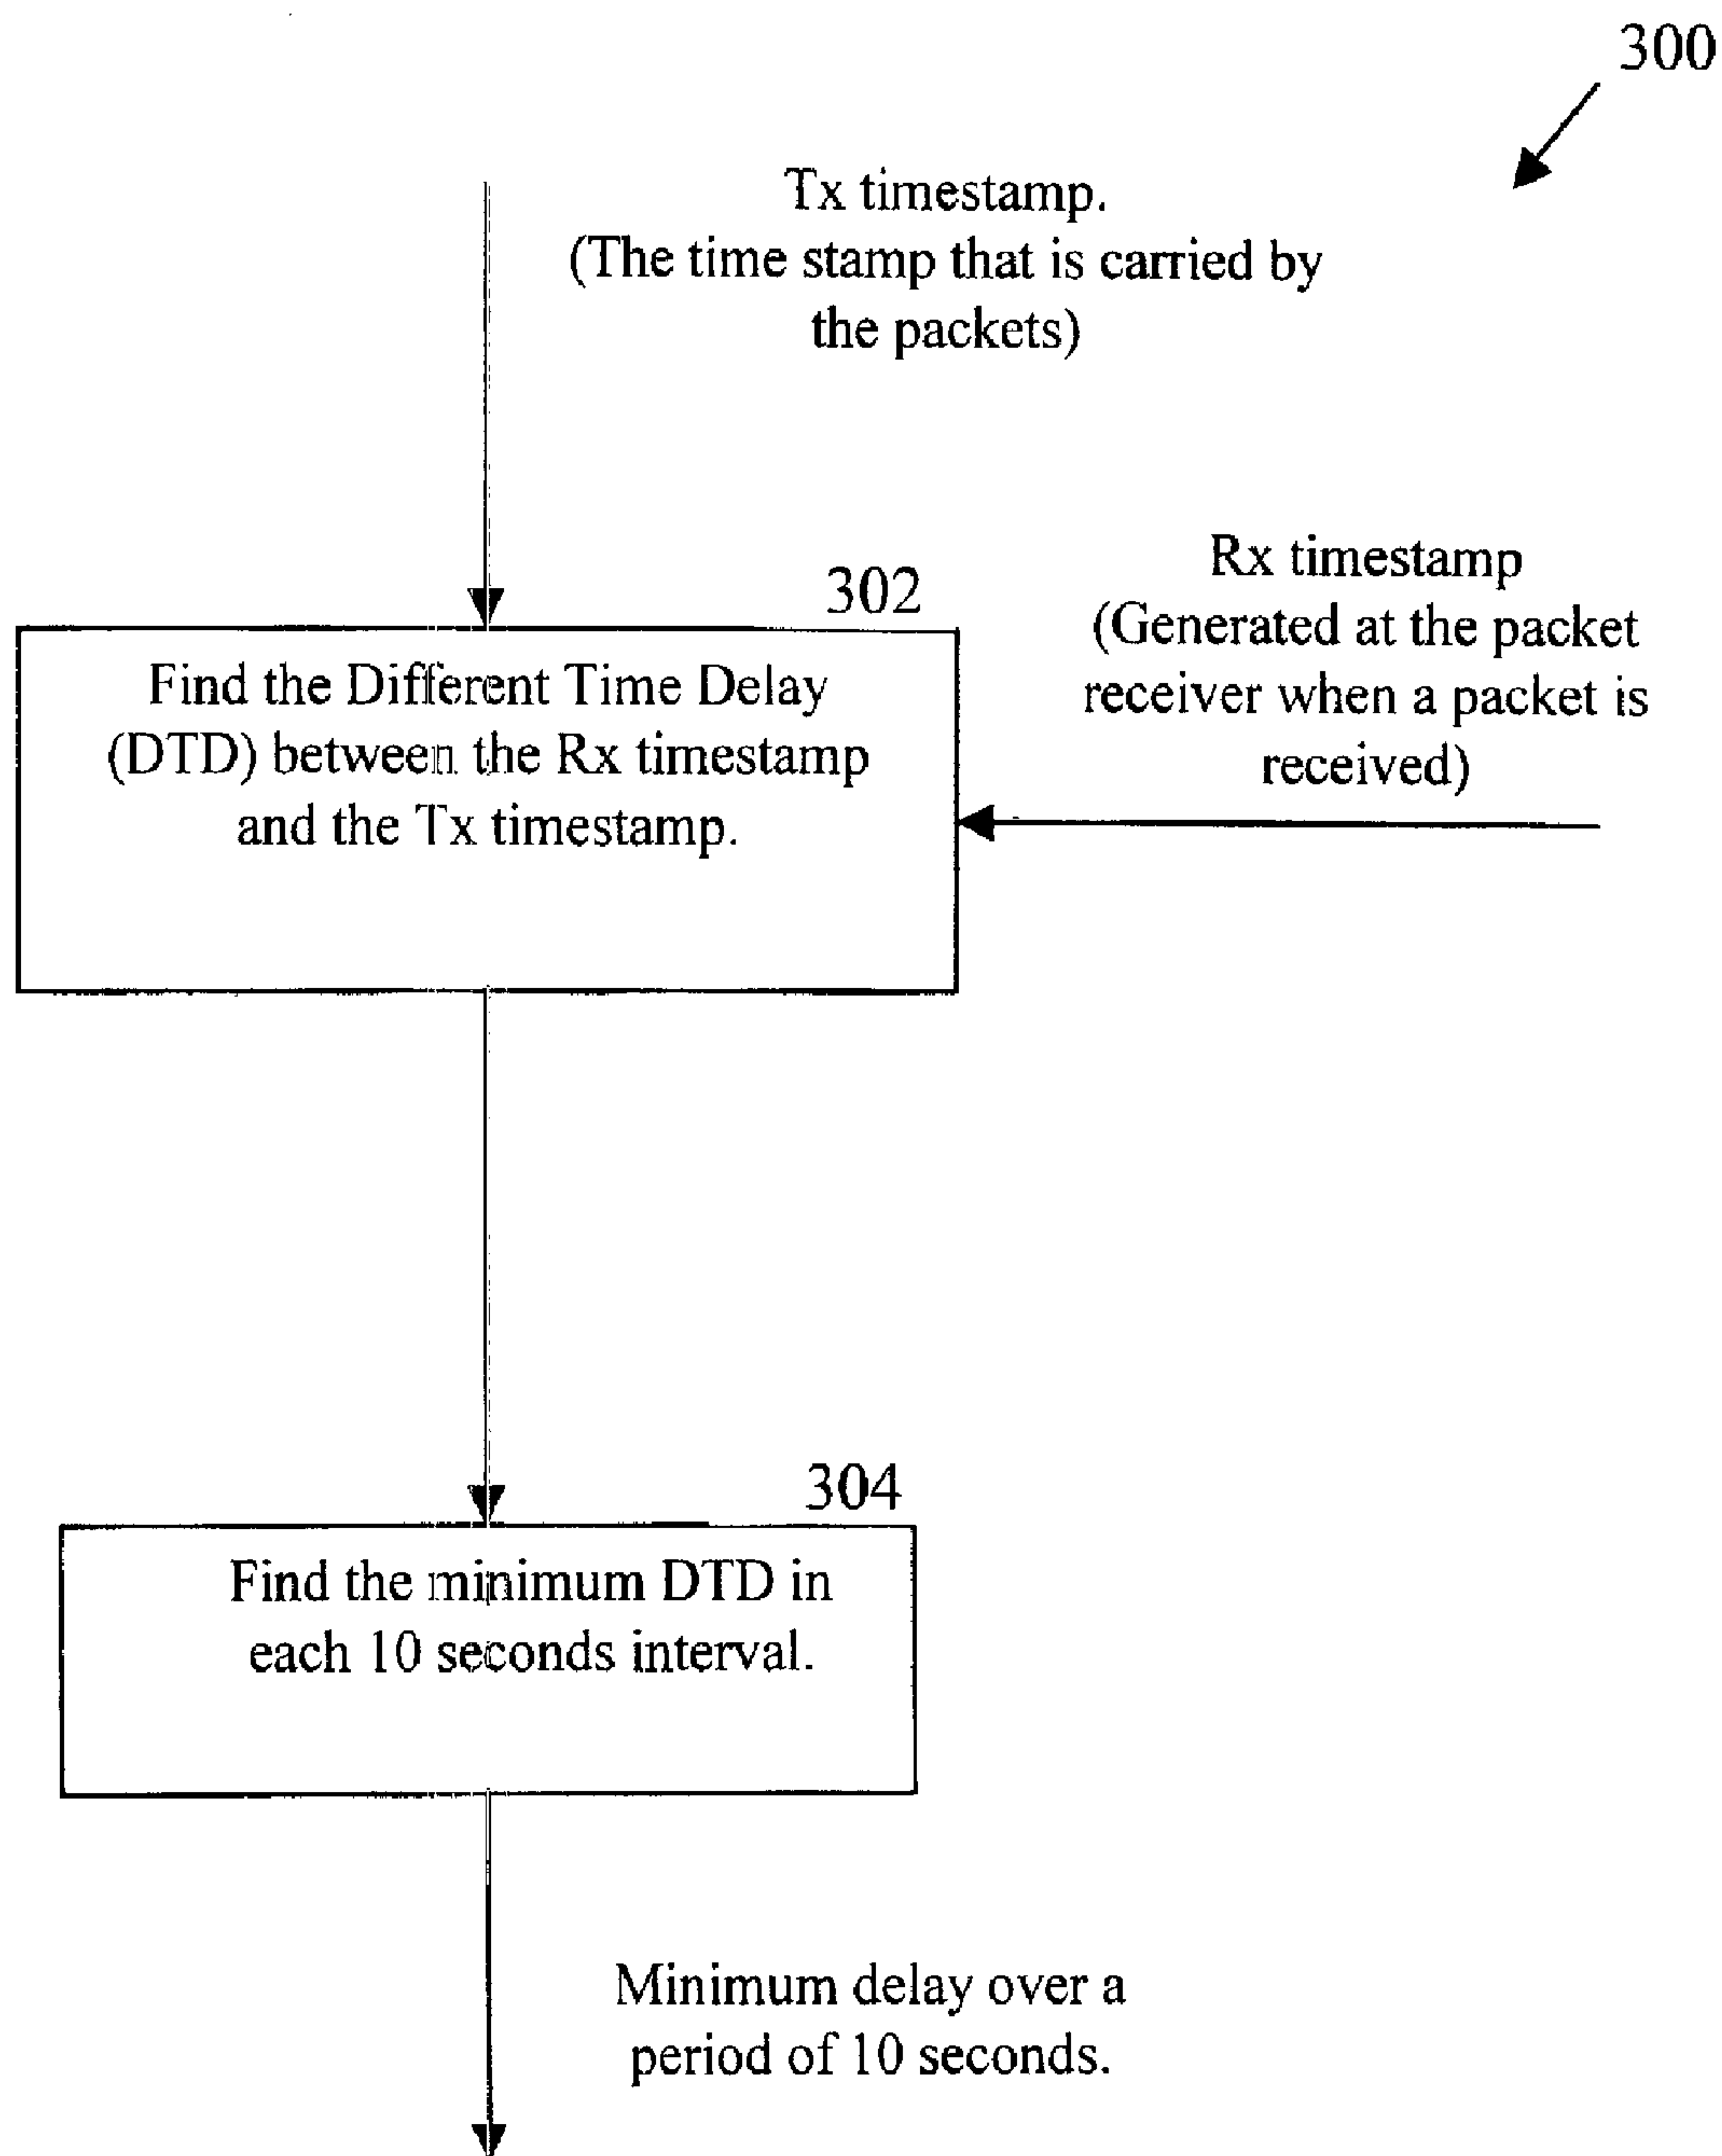 300
Tx timestamp.
(The time stamp that is carried by
the packets)
302
Rx timestamp
(Generated at the packet
receiver when a packet is
received)
Find the Different Time Delay
(DTD) between the Rx timestamp
and the Tx timestamp.
304
Find the minimum DTD in
each 10 seconds interval.
Minimum delay over a
period of 10 seconds.